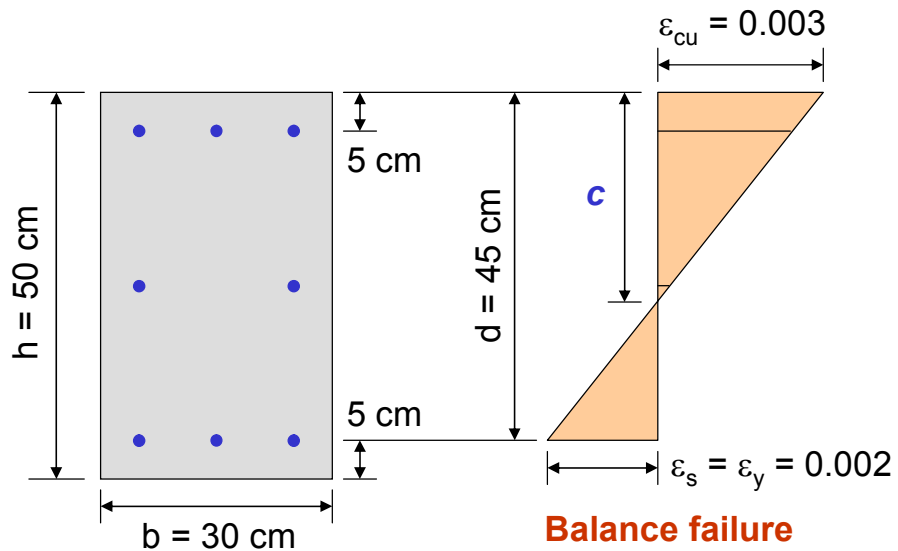 ε_cu = 0.003
5 cm
h = 50 cm
c
d = 45 cm
5 cm
ε_s = ε_y = 0.002
b = 30 cm
Balance failure